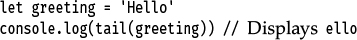 let greeting = 'Hello'
console.log(tail(greeting)) // Displays ello